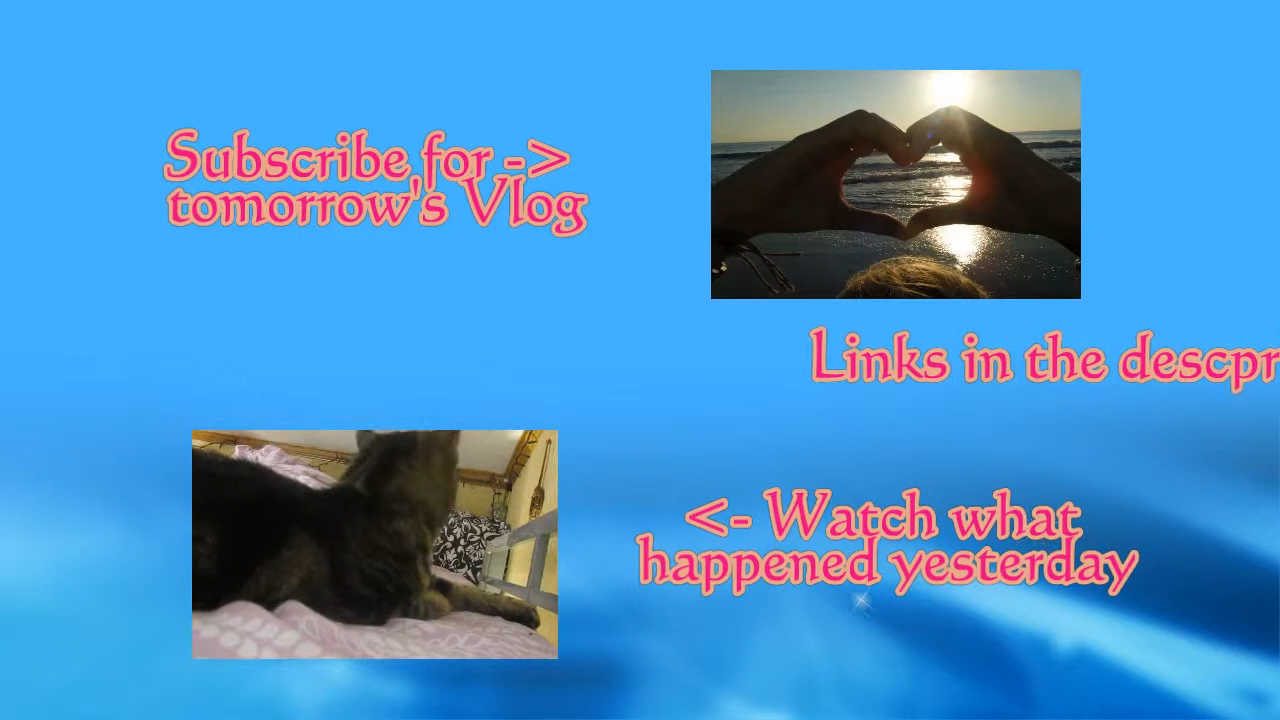 Subscribe for ->
tomorrow's Vlog
Links in the descpr
<- Watch what
happened yesterday